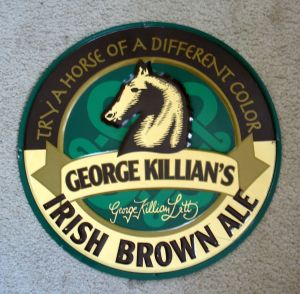 TRY A HORSE OF A DIFFERENT COLOR
GEORGE KILLIAN'S
George Killian Lett
IRISH BROWN ALE